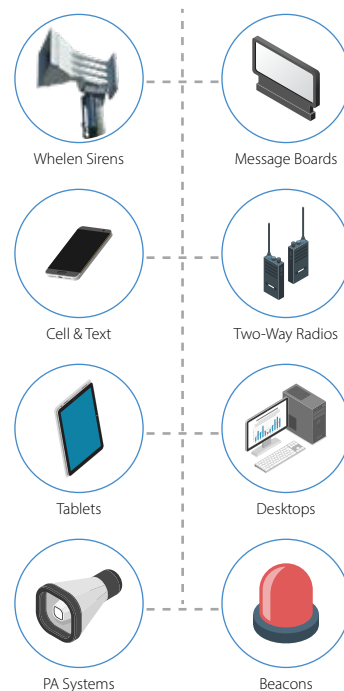 Whelen Sirens
Message Boards
Cell & Text
Two-Way Radios
Tablets
Desktops
PA Systems
Beacons